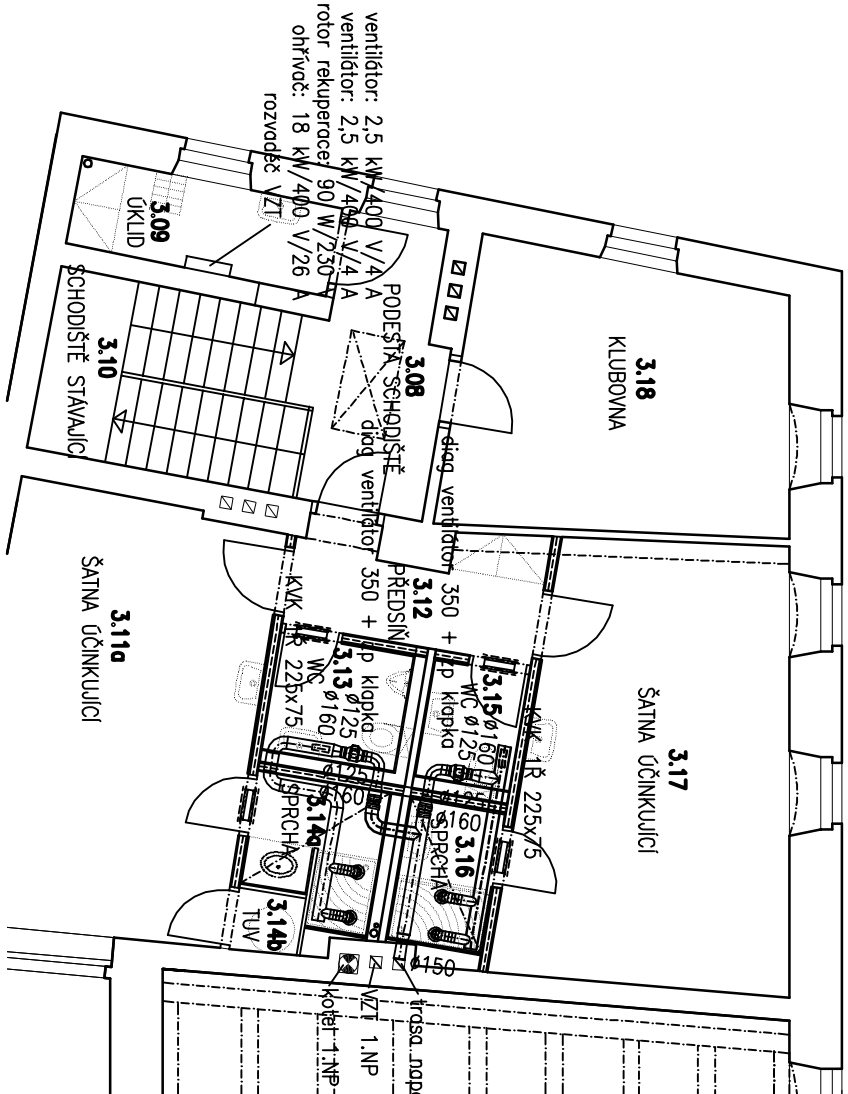 ventilátor: 2,5 kW/400 V/4 A
ventilátor: 2,5 kW/400 V/4 A
rotor rekuperace: 90 W/230 V
ohřívač: 18 kW/400 V/26 A
rozvaděč VZT
3.09
ÚKLID
3.10
SCHODIŠTĚ STÁVAJÍCÍ
3.08
PODESTA SCHODIŠTĚ
3.18
KLUBOVNA
diag ventilátor 350 + zp klapka
diag ventilátor 350 + zp klapka
3.12
PŘEDSÍŇ
3.11a
ŠATNA ÚČINKUJÍCÍ
3.17
ŠATNA ÚČINKUJÍCÍ
KVK 1Ř 225x75
KVK 1Ř 225x75
3.13
WC
ø125
ø160
3.15
WC
ø160
ø125
ø125
ø160
ø125
ø160
3.14a
SPRCHA
3.16
SPRCHA
3.14b
TUV
ø150
kotel 1.NP
VZT 1.NP
trasa